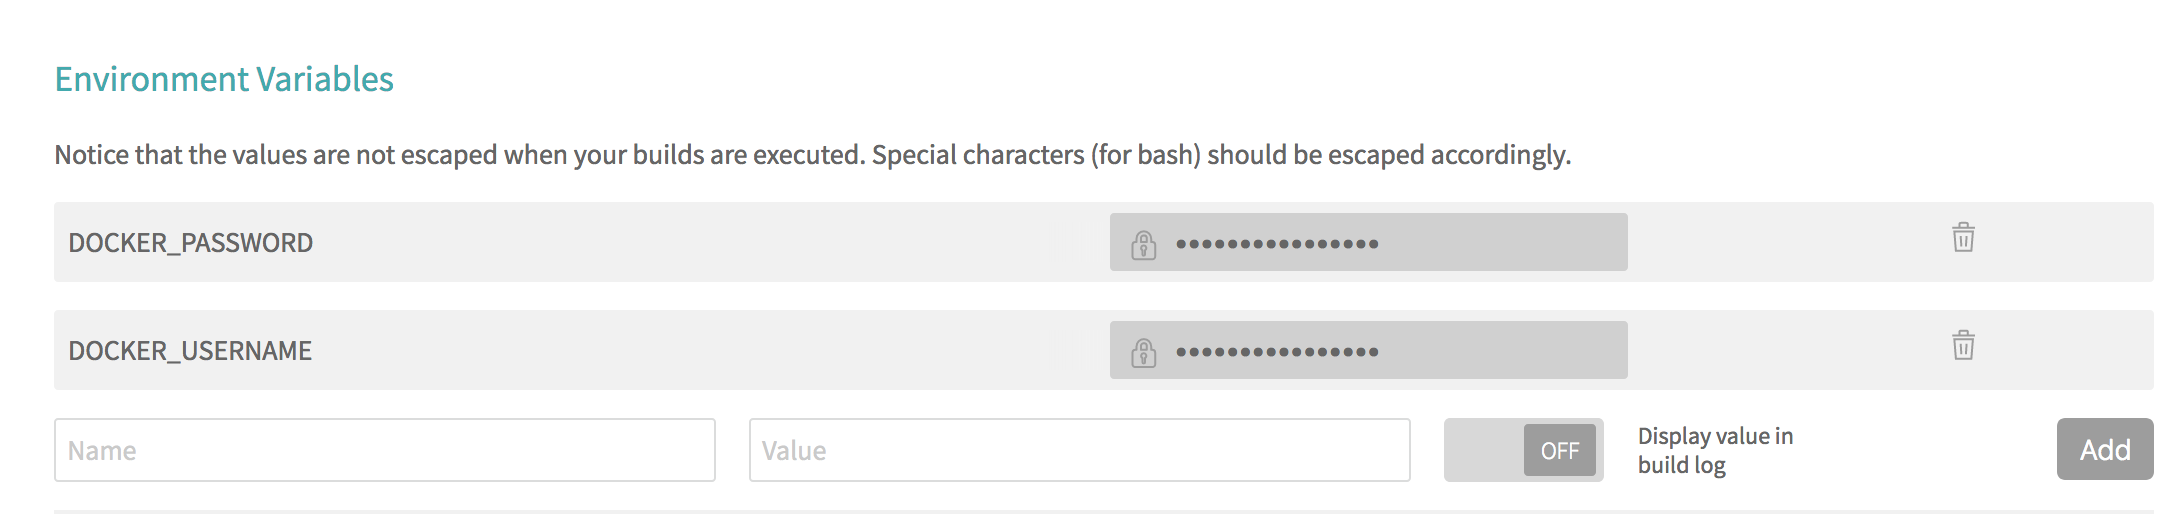 Environment Variables
Notice that the values are not escaped when your builds are executed. Special characters (for bash) should be escaped accordingly.
DOCKER_PASSWORD ••••••••••••••••
DOCKER_USERNAME ••••••••••••••••
Name Value OFF Display value in
build log
Add